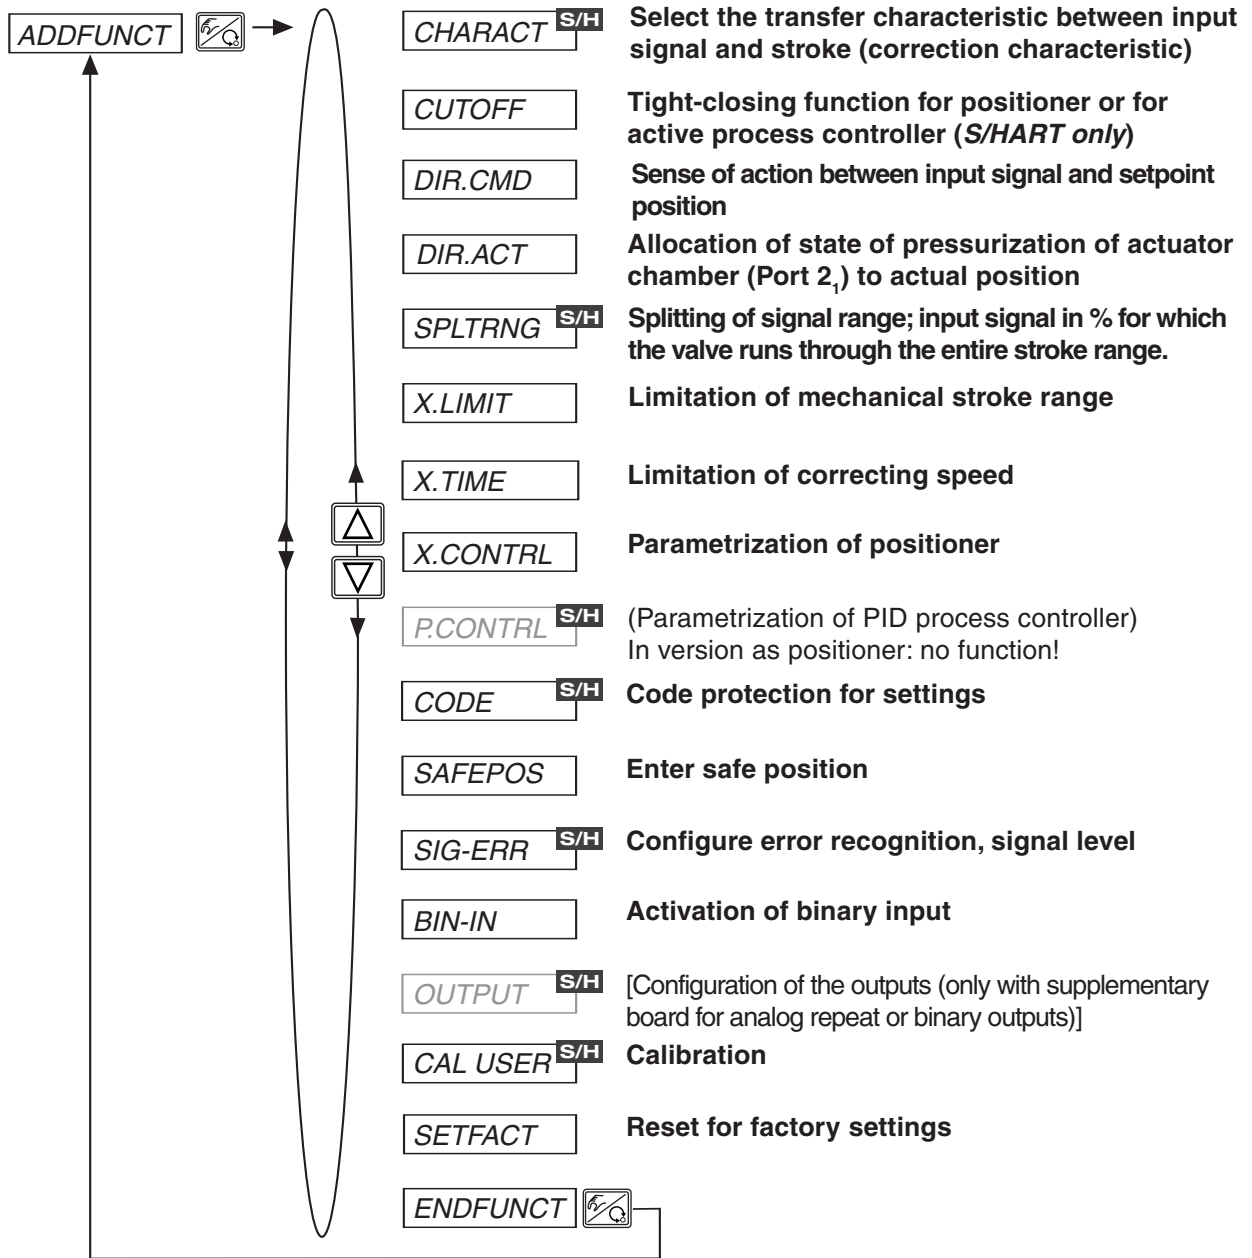 ADDFUNCT
CHARACT S/H Select the transfer characteristic between input
signal and stroke (correction characteristic)
CUTOFF Tight-closing function for positioner or for
active process controller (S/HART only)
DIR.CMD Sense of action between input signal and setpoint
position
DIR.ACT Allocation of state of pressurization of actuator
chamber (Port 2₁) to actual position
SPLTRNG S/H Splitting of signal range; input signal in % for which
the valve runs through the entire stroke range.
X.LIMIT Limitation of mechanical stroke range
X.TIME Limitation of correcting speed
X.CONTRL Parametrization of positioner
P.CONTRL S/H (Parametrization of PID process controller)
In version as positioner: no function!
CODE S/H Code protection for settings
SAFEPOS Enter safe position
SIG-ERR S/H Configure error recognition, signal level
BIN-IN Activation of binary input
OUTPUT S/H [Configuration of the outputs (only with supplementary
board for analog repeat or binary outputs)]
CAL USER S/H Calibration
SETFACT Reset for factory settings
ENDFUNCT